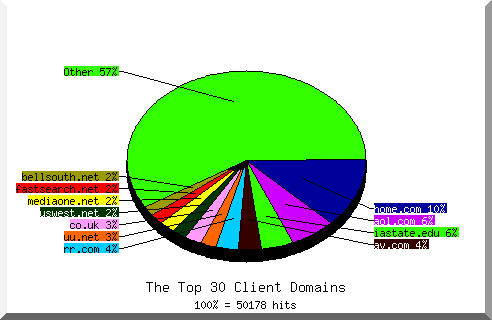 Other 57%
bellsouth.net 2%
fastsearch.net 2%
mediaone.net 2%
uswest.net 2%
co.uk 3%
uu.net 3%
rr.com 4%
home.com 10%
aol.com 6%
iastate.edu 6%
av.com 4%
The Top 30 Client Domains
100% = 50178 hits